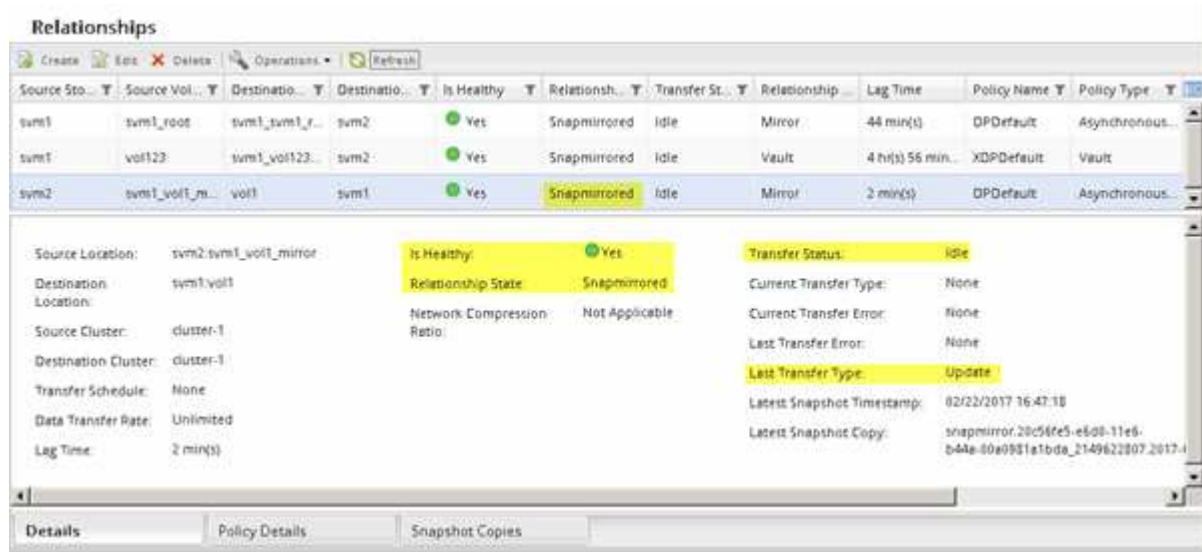 Relationships
Create Edit Delete Operations Refresh
Source Sto... Source Vol... Destinatio... Destinatio... Is Healthy Relationsh... Transfer St... Relationship ... Lag Time Policy Name Policy Type
svm1 svm1_root svm1_svm1_r... svm2 Yes Snapmirrored Idle Mirror 44 min(s) DPDefault Asynchronous...
svm1 vol123 svm1_vol123... svm2 Yes Snapmirrored Idle Vault 4 hr(s) 56 min... XDPDefault Vault
svm2 svm1_vol1_m... vol1 svm1 Yes Snapmirrored Idle Mirror 2 min(s) DPDefault Asynchronous...
Source Location: svm2:svm1_vol1_mirror
Destination Location: svm1:vol1
Source Cluster: cluster-1
Destination Cluster: cluster-1
Transfer Schedule: None
Data Transfer Rate: Unlimited
Lag Time: 2 min(s)
Is Healthy: Yes
Relationship State: Snapmirrored
Network Compression Ratio: Not Applicable
Transfer Status: Idle
Current Transfer Type: None
Current Transfer Error: None
Last Transfer Error: None
Last Transfer Type: Update
Latest Snapshot Timestamp: 02/22/2017 16:47:18
Latest Snapshot Copy: snapmirror.20c56fe5-e6d0-11e6-
b44a-00a0981a1bda_2149622807.2017-
Details Policy Details Snapshot Copies